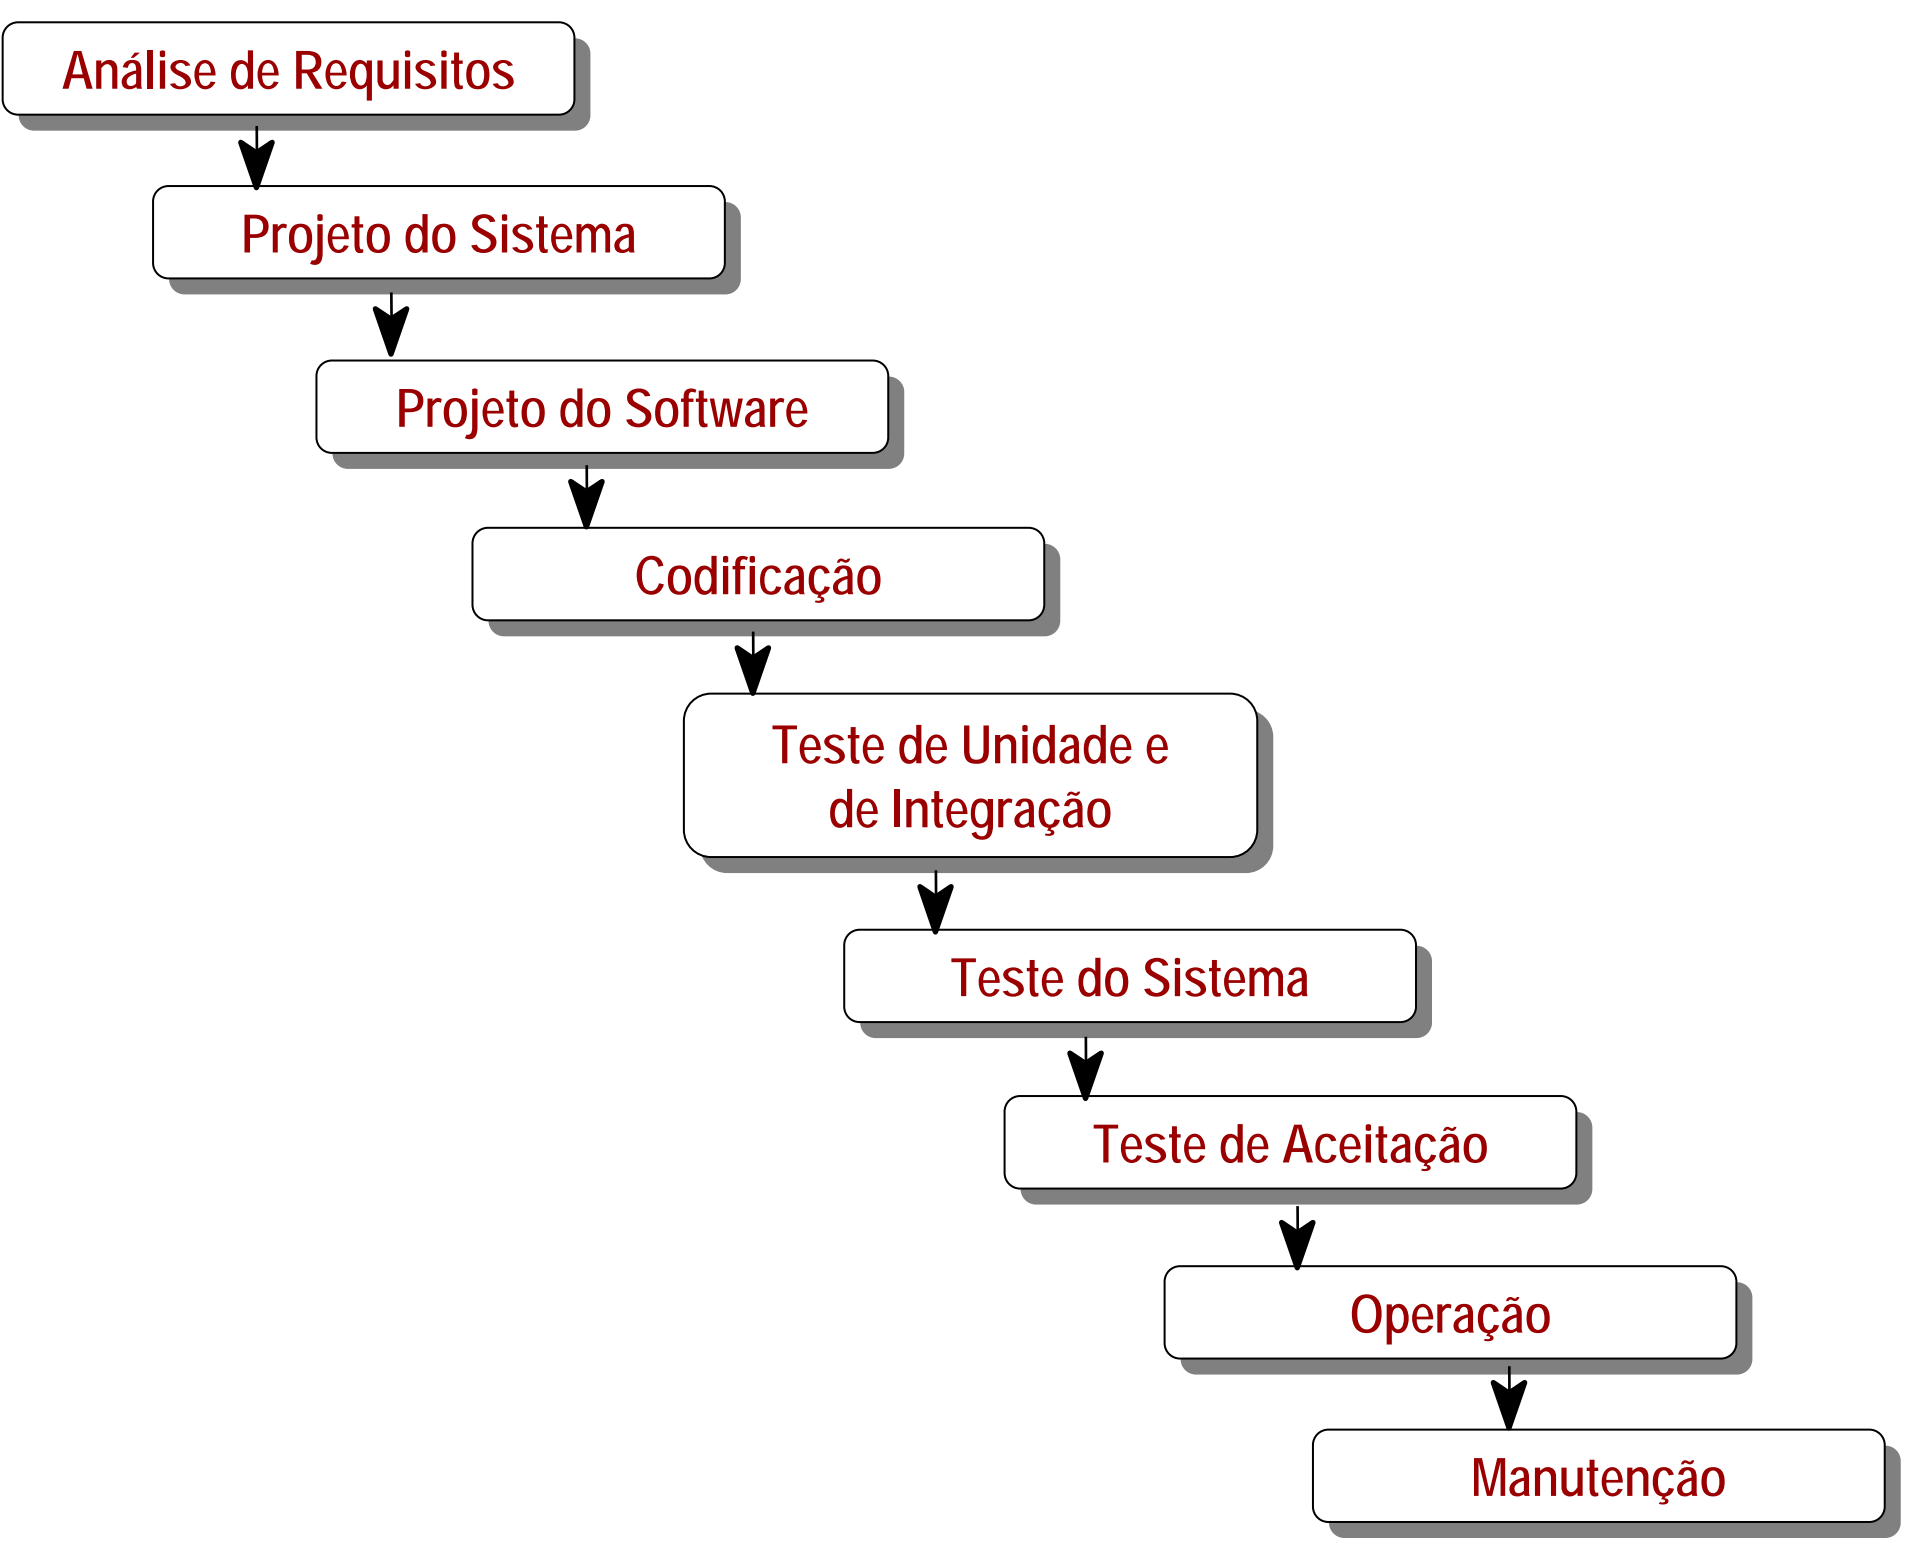 Análise de Requisitos
Projeto do Sistema
Projeto do Software
Codificação
Teste de Unidade e
de Integração
Teste do Sistema
Teste de Aceitação
Operação
Manutenção